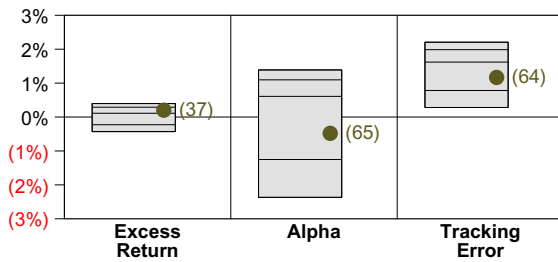 3%
2%
1%
0%
(1%)
(2%)
(3%)
(37)
(65)
(64)
Excess
Return
Alpha
Tracking
Error